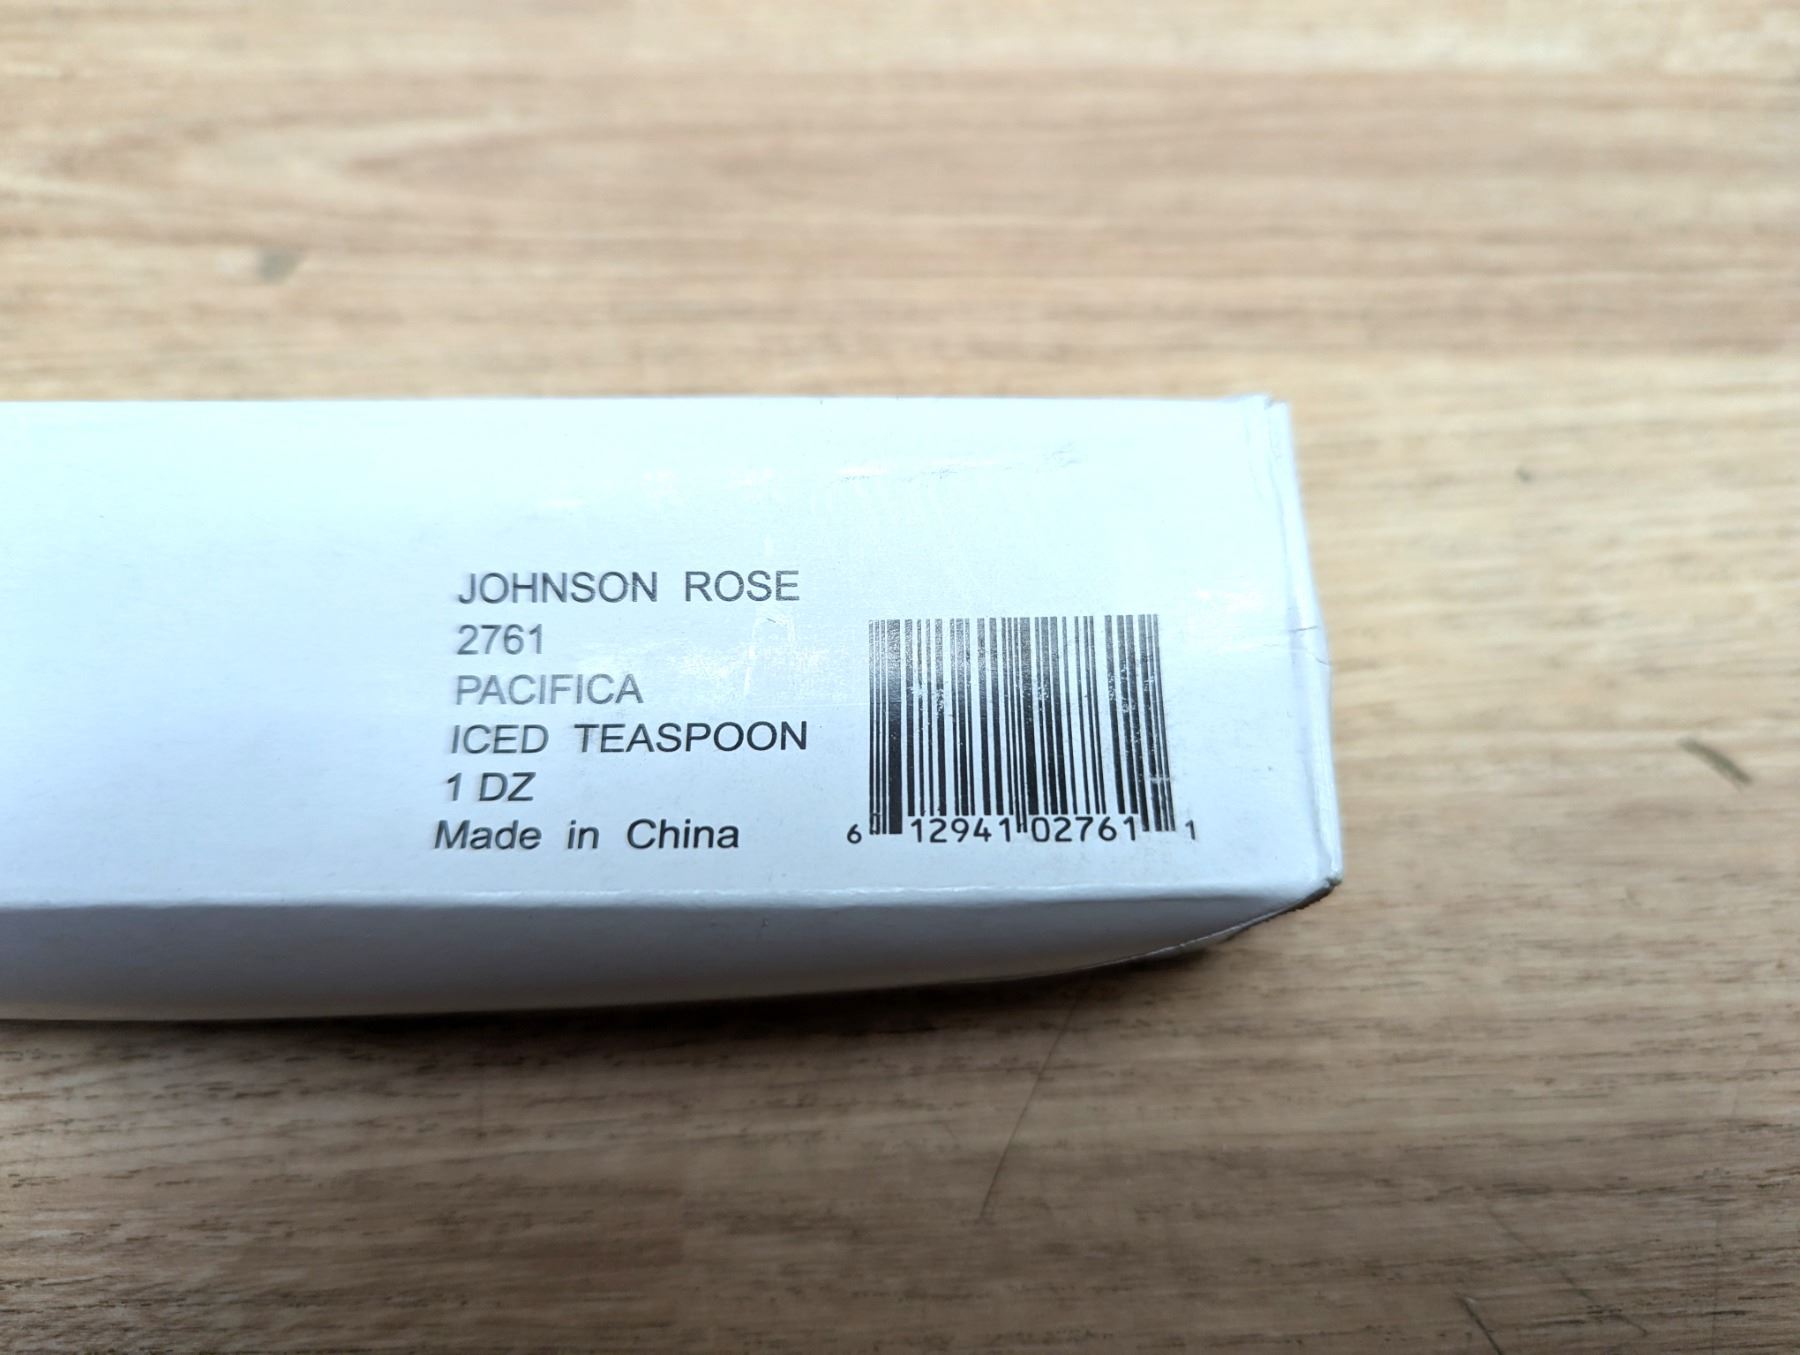 JOHNSON ROSE
2761
PACIFICA
ICED TEASPOON
1 DZ
Made in China
6 12941 02761 1